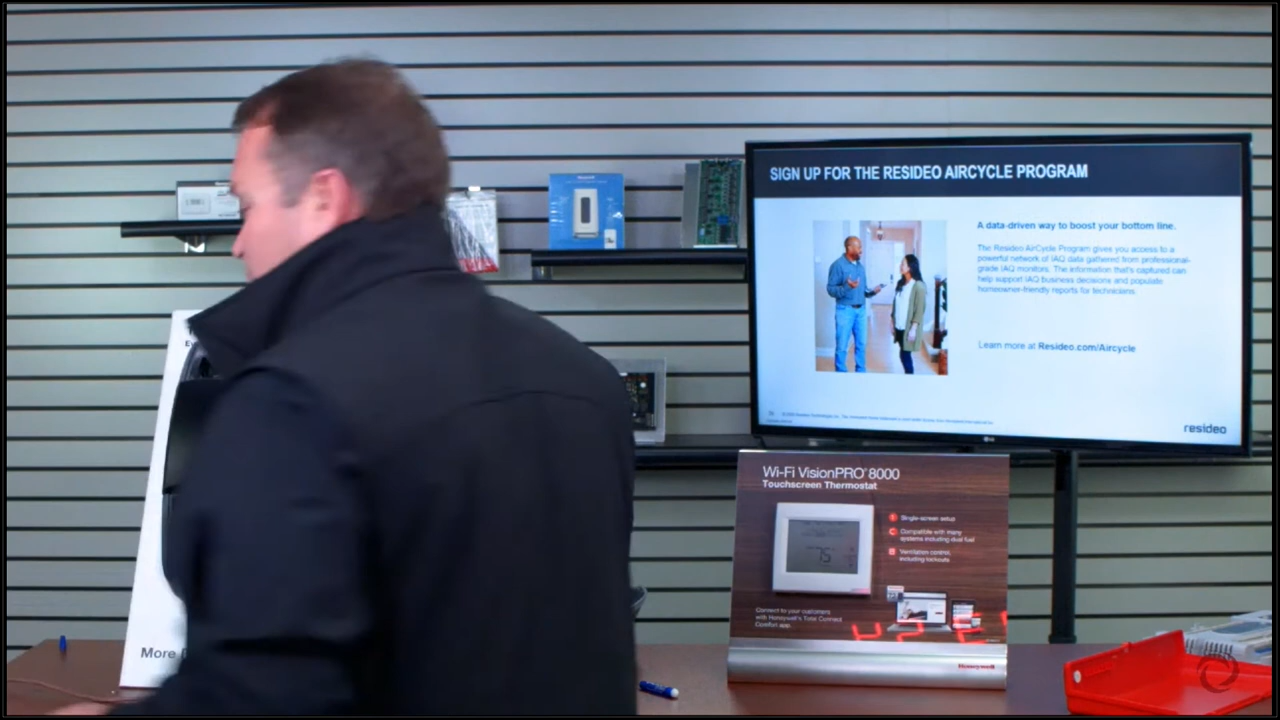 SIGN UP FOR THE RESIDEO AIRCYCLE PROGRAM
A data-driven way to boost your bottom line.
The Resideo AirCycle Program gives you access to a
powerful network of IAQ data gathered from professional-
grade IAQ monitors. The information that's captured can
help support IAQ business decisions and populate
homeowner-friendly reports for technicians.
Learn more at Resideo.com/Aircycle
resideo
Wi-Fi VisionPRO® 8000
Touchscreen Thermostat
Single-screen setup
Compatible with many
systems including dual fuel
Ventilation control,
including lockouts
75
Connect to your customers
with Honeywell's Total Connect
Comfort app.
Honeywell
More